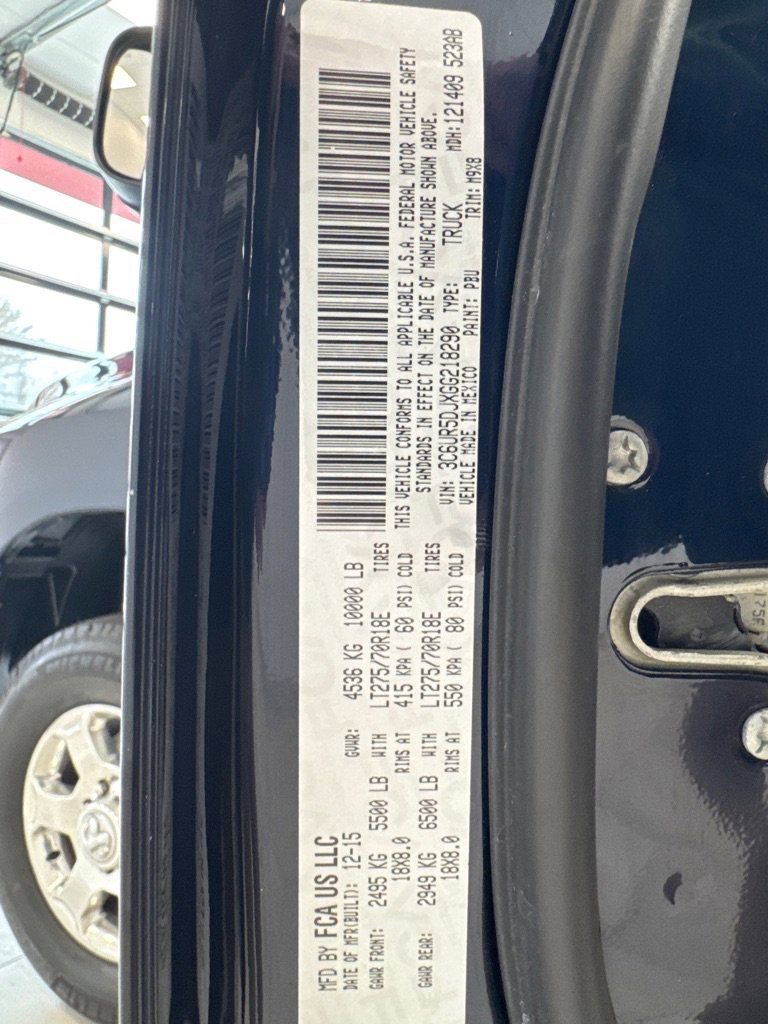 MFD BY FCA US LLC
DATE OF MFR(BUILT): 12-15 GVWR: 4536 KG 10000 LB
GAWR FRONT: 2495 KG 5500 LB WITH LT275/70R18E TIRES
18X8.0 RIMS AT 415 KPA ( 60 PSI) COLD
GAWR REAR: 2949 KG 6500 LB WITH LT275/70R18E TIRES
18X8.0 RIMS AT 550 KPA ( 80 PSI) COLD
THIS VEHICLE CONFORMS TO ALL APPLICABLE U.S.A. FEDERAL MOTOR VEHICLE SAFETY
STANDARDS IN EFFECT ON THE DATE OF MANUFACTURE SHOWN ABOVE.
VIN: 3C6UR5DJXGG218290 TYPE: TRUCK MDH:121409 523AB
VEHICLE MADE IN MEXICO PAINT: PBU TRIM: M9X8